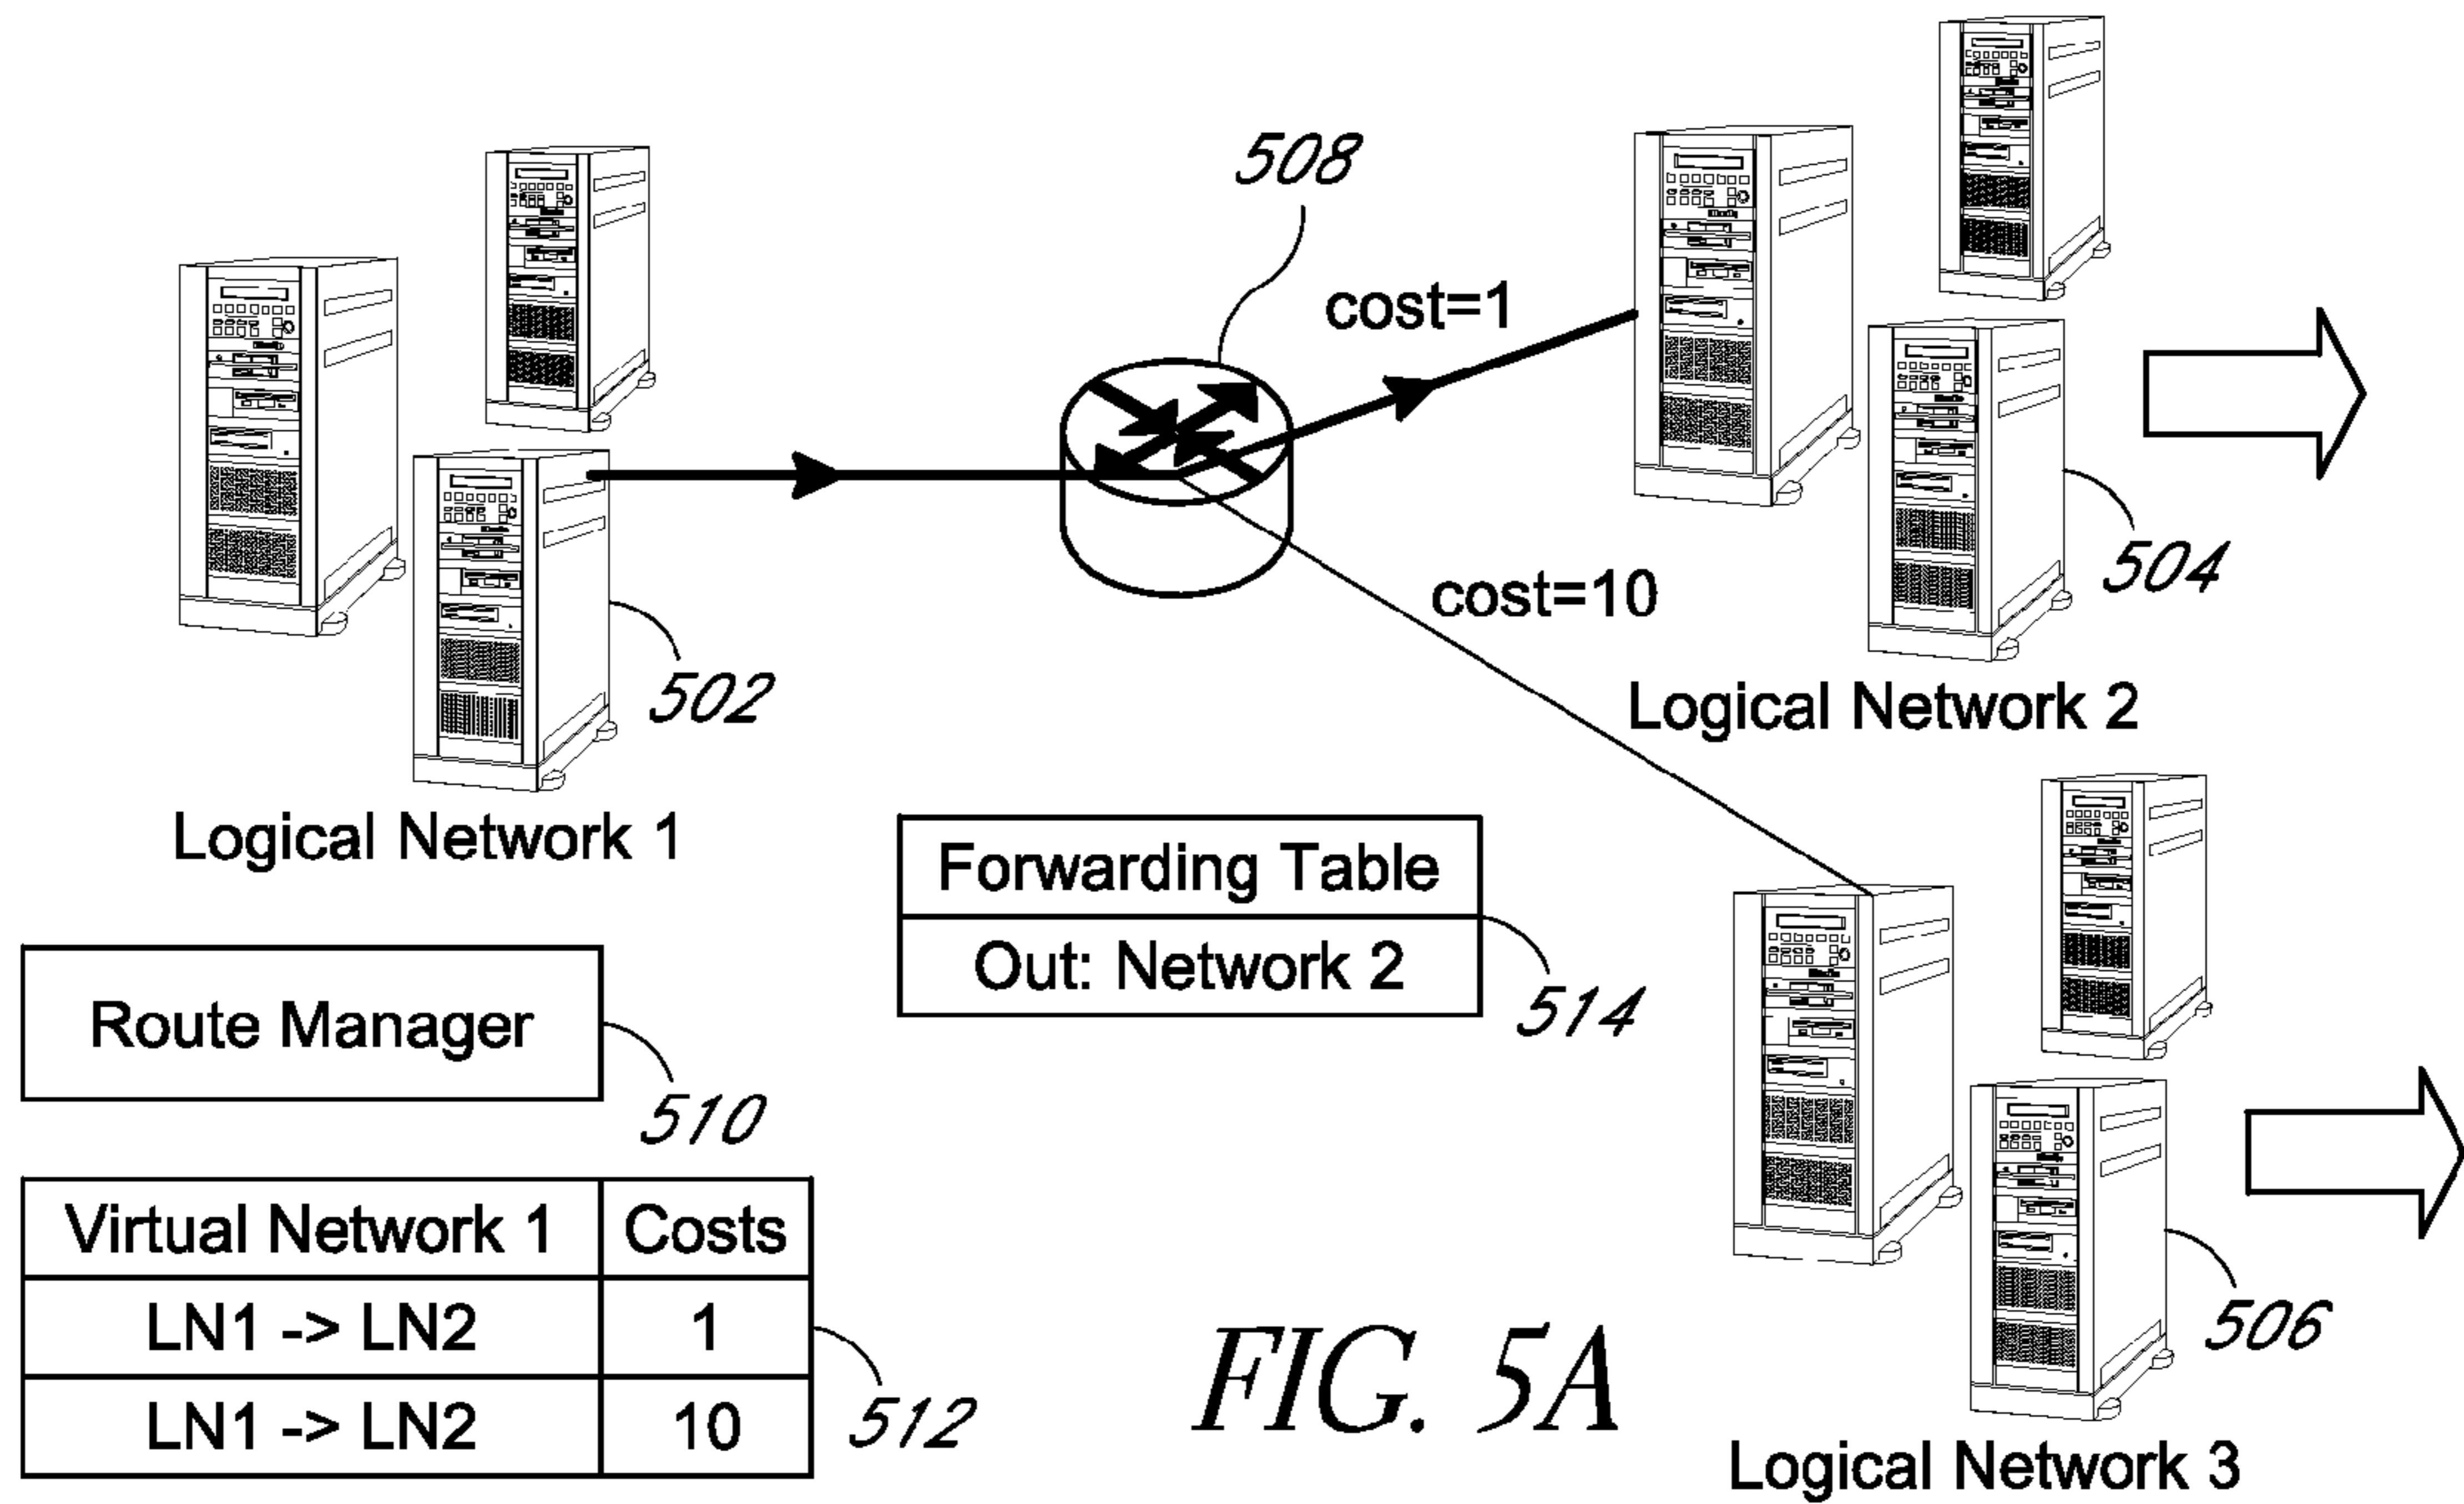 508
cost=1
cost=10
504
502
Logical Network 2
Logical Network 1
Forwarding Table
Out: Network 2
514
Route Manager
510
Virtual Network 1 Costs
LN1 -> LN2 1
LN1 -> LN2 10
512
506
FIG. 5A
Logical Network 3